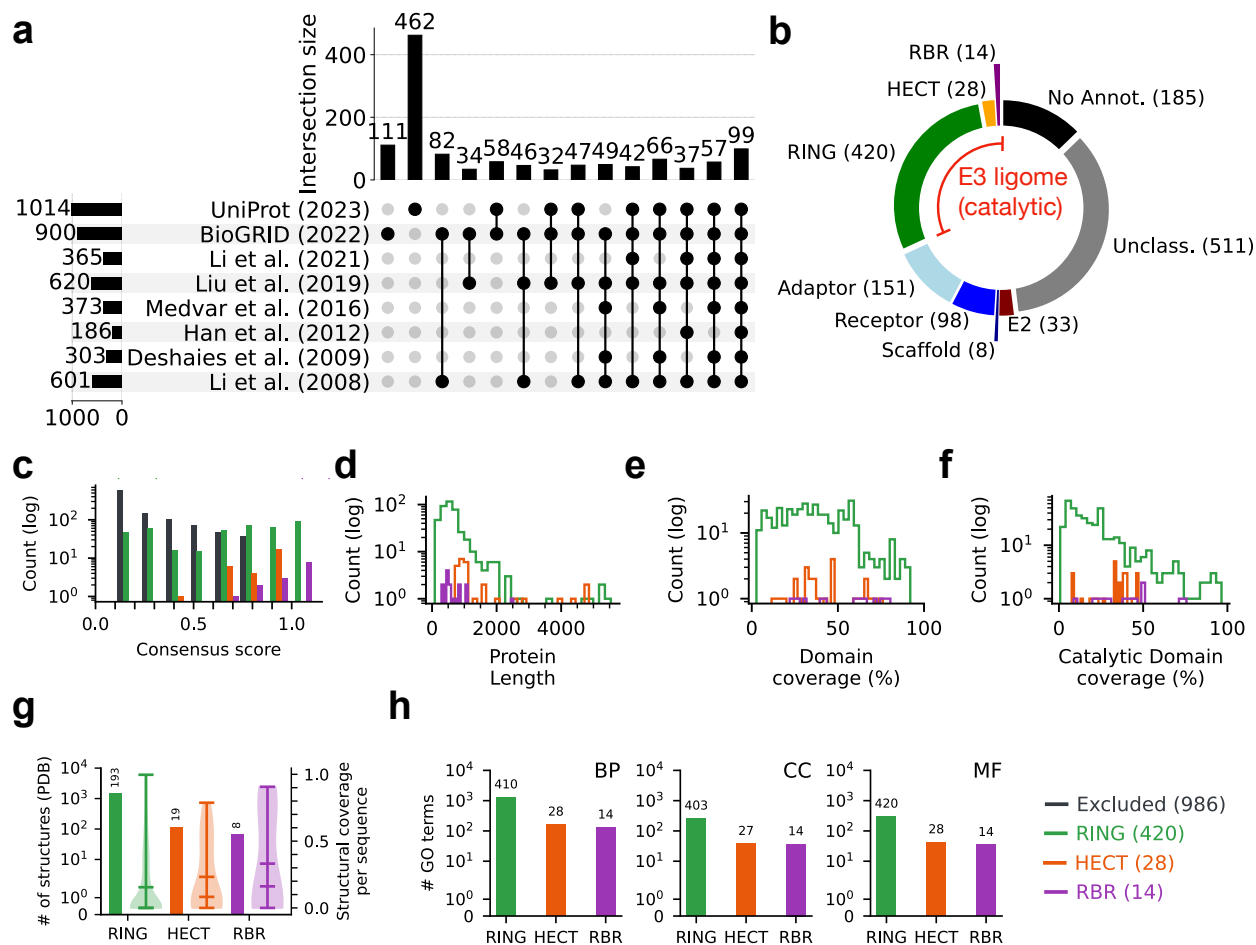 a
Intersection size
400
200
0
462
111
82
34
58
46
32
47
49
42
66
37
57
99
1014
900
365
620
373
186
303
601
UniProt (2023)
BioGRID (2022)
Li et al. (2021)
Liu et al. (2019)
Medvar et al. (2016)
Han et al. (2012)
Deshaies et al. (2009)
Li et al. (2008)
1000 0
b
RBR (14)
HECT (28)
No Annot. (185)
RING (420)
E3 ligome
(catalytic)
Unclass. (511)
Adaptor (151)
Receptor (98)
E2 (33)
Scaffold (8)
c
Count (log)
10²
10¹
10⁰
0.0 0.5 1.0
Consensus score
d
Count (log)
10²
10¹
10⁰
0 2000 4000
Protein
Length
e
Count (log)
10¹
10⁰
0 50 100
Domain
coverage (%)
f
Count (log)
10¹
10⁰
0 50 100
Catalytic Domain
coverage (%)
g
# of structures (PDB)
10⁴
10³
10²
10¹
10⁰
193
19
8
1.0
0.5
0.0
Structural coverage
per sequence
RING HECT RBR
h
# GO terms
BP
10⁴
10³
10²
10¹
10⁰
410
28
14
RING HECT RBR
CC
10⁴
10³
10²
10¹
10⁰
403
27
14
RING HECT RBR
MF
10⁴
10³
10²
10¹
10⁰
420
28
14
RING HECT RBR
Excluded (986)
RING (420)
HECT (28)
RBR (14)